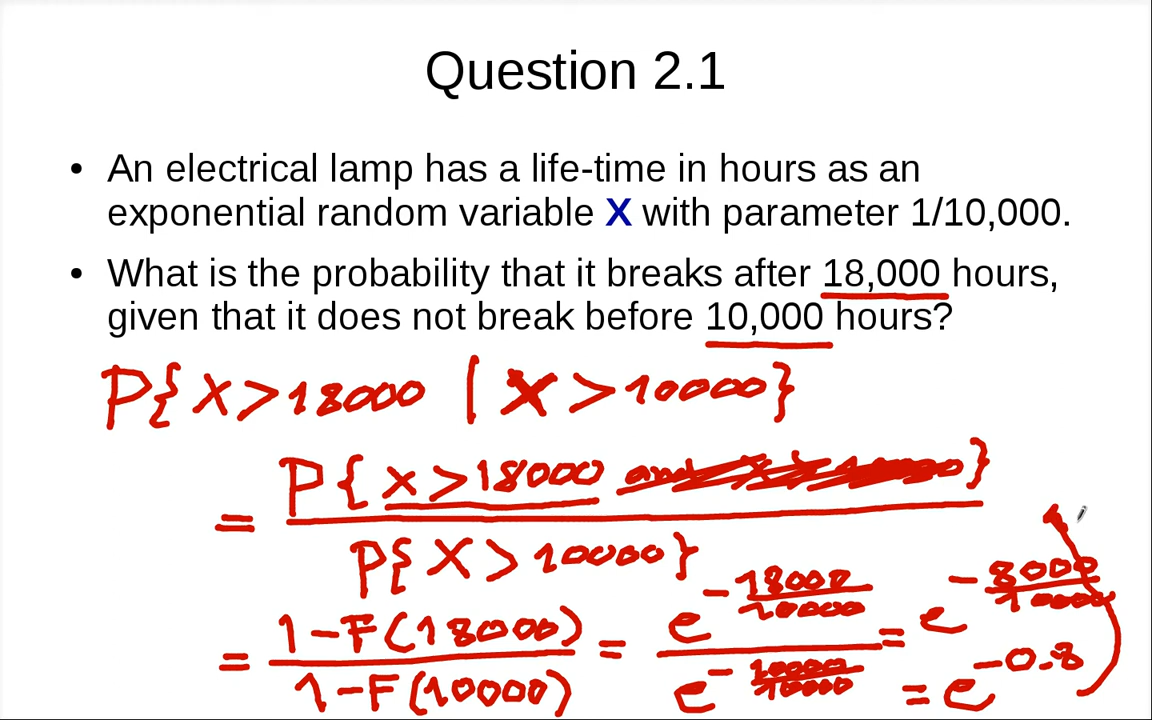 Question 2.1
• An electrical lamp has a life-time in hours as an
exponential random variable X with parameter 1/10,000.
• What is the probability that it breaks after 18,000 hours,
given that it does not break before 10,000 hours?
P{X>18000 | X>10000}
= P{X>18000 and X>10000} / P{X>10000}
= 1-F(18000) / 1-F(10000) = e^-18000/10000 / e^-10000/10000 = e^-8000/10000
= e^-0.8